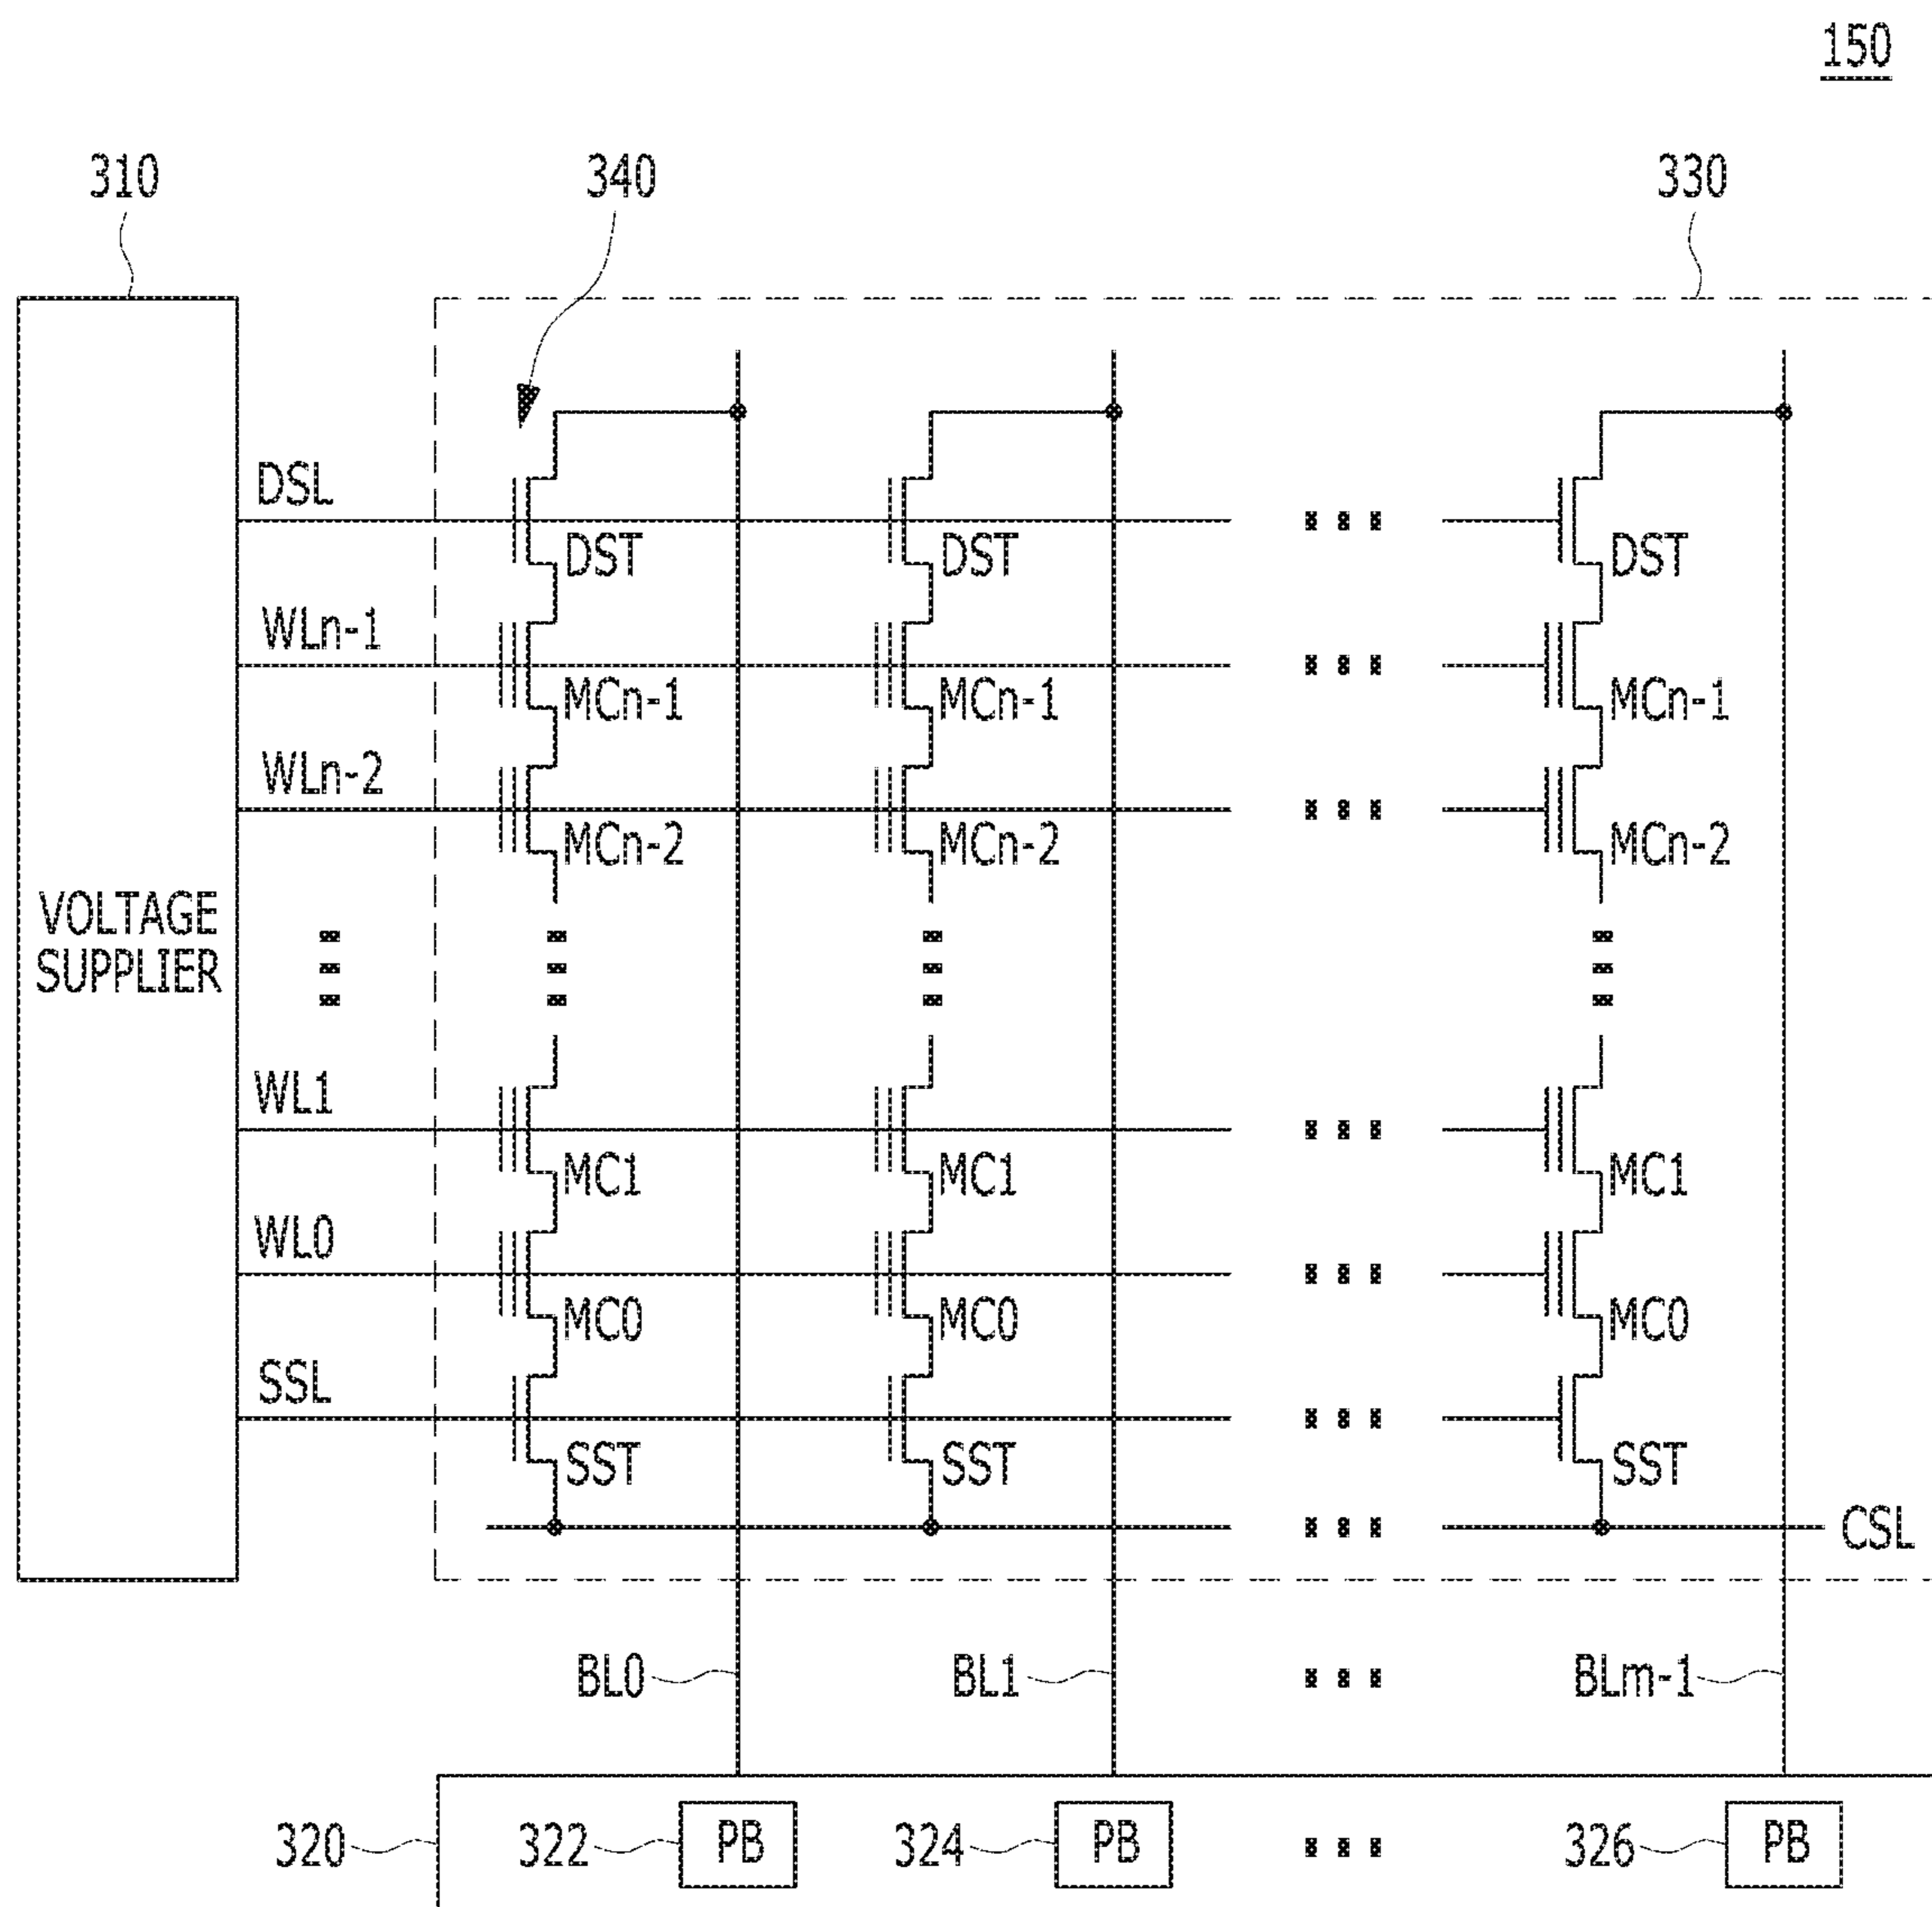 150
310 340 330
DSL
DST DST DST
WLn-1
MCn-1 MCn-1 MCn-1
WLn-2
MCn-2 MCn-2 MCn-2
VOLTAGE
SUPPLIER
WL1
MC1 MC1 MC1
WL0
MC0 MC0 MC0
SSL
SST SST SST
CSL
BL0 BL1 BLm-1
320 322 PB 324 PB 326 PB